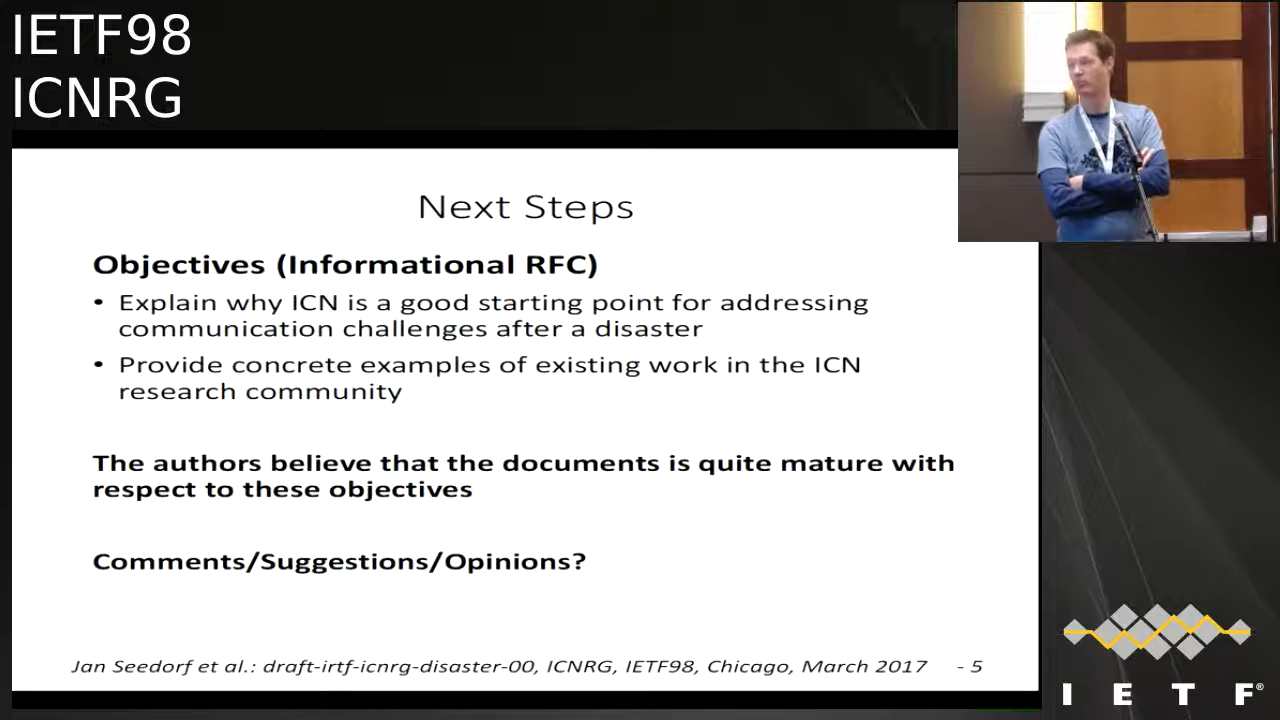 IETF98
ICNRG
Next Steps
Objectives (Informational RFC)
• Explain why ICN is a good starting point for addressing
communication challenges after a disaster
• Provide concrete examples of existing work in the ICN
research community
The authors believe that the documents is quite mature with
respect to these objectives
Comments/Suggestions/Opinions?
Jan Seedorf et al.: draft-irtf-icnrg-disaster-00, ICNRG, IETF98, Chicago, March 2017 - 5
I E T F®